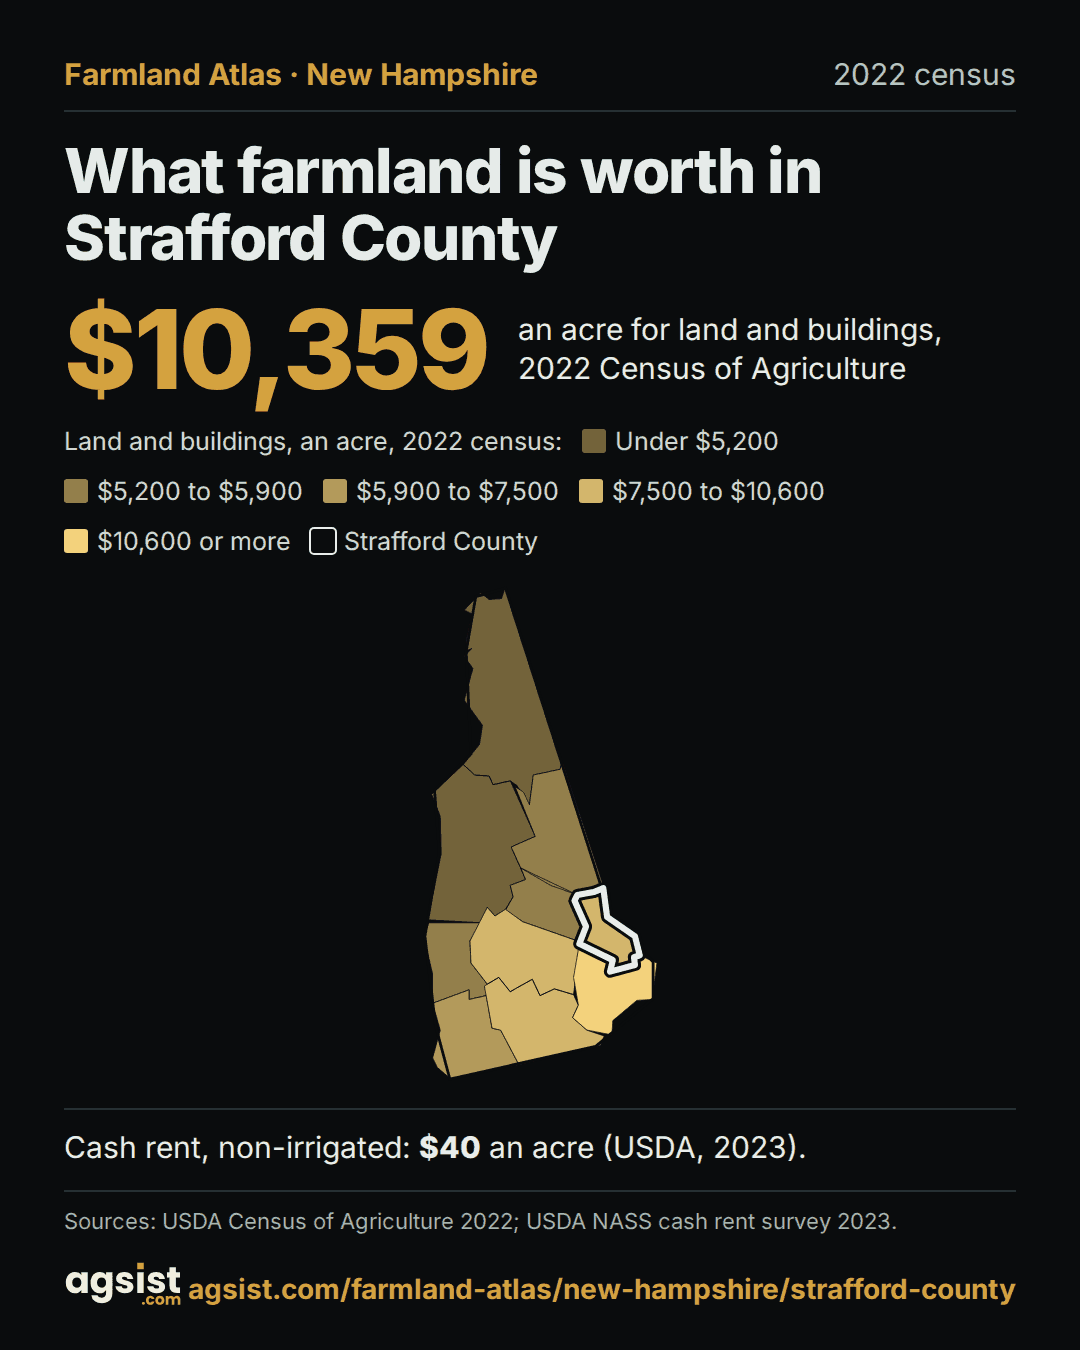 Farmland Atlas · New Hampshire
2022 census
What farmland is worth in
Strafford County
$10,359
an acre for land and buildings,
2022 Census of Agriculture
Land and buildings, an acre, 2022 census: Under $5,200
$5,200 to $5,900 $5,900 to $7,500 $7,500 to $10,600
$10,600 or more Strafford County
Cash rent, non-irrigated: $40 an acre (USDA, 2023).
Sources: USDA Census of Agriculture 2022; USDA NASS cash rent survey 2023.
agsist
.com
agsist.com/farmland-atlas/new-hampshire/strafford-county